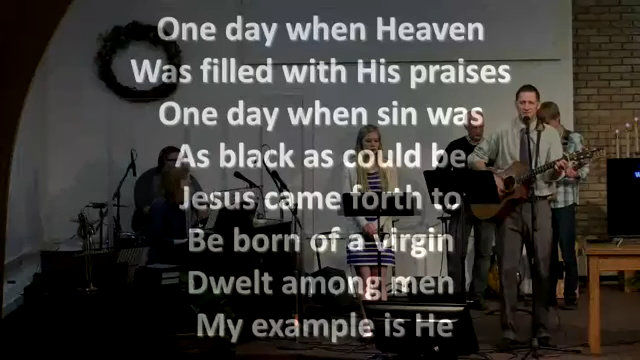 One day when Heaven
Was filled with His praises
One day when sin was
As black as could be
Jesus came forth to
Be born of a virgin
Dwelt among men
My example is He